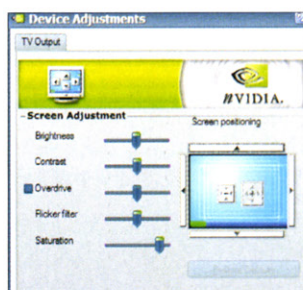 Device Adjustments
TV Output
NVIDIA.
Screen Adjustment
Screen positioning
Brightness
Contrast
Overdrive
Flicker filter
Saturation